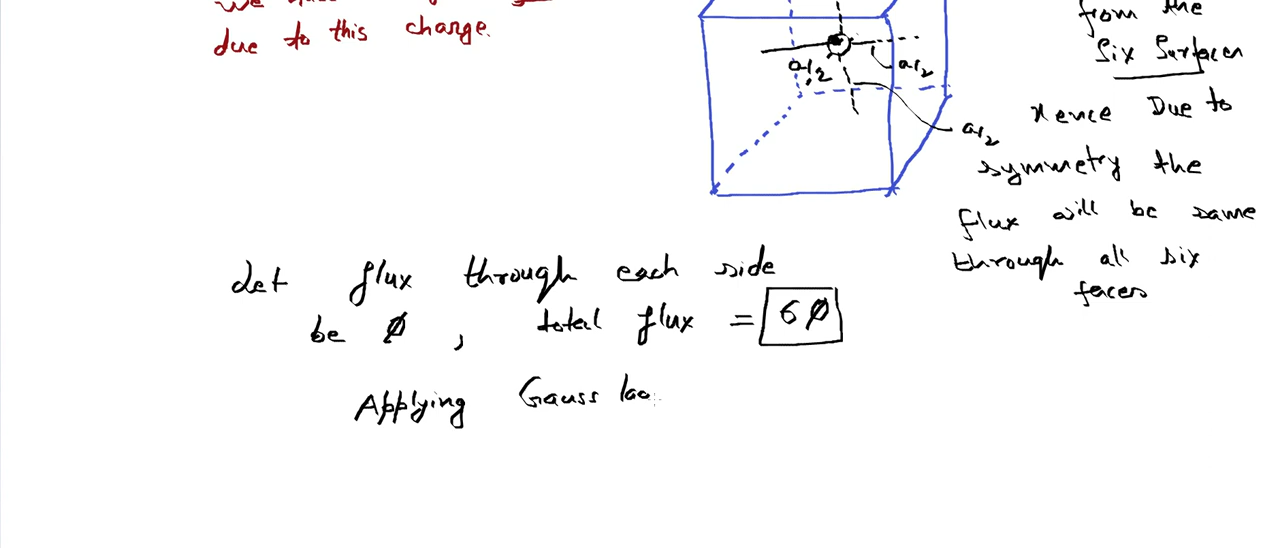 due to this charge.
a/2
a/2
a/2
from the
six surfaces
Hence Due to
symmetry the
flux will be same
through all six
faces
Let flux through each side
be Ø , total flux = 6Ø
Applying Gauss law